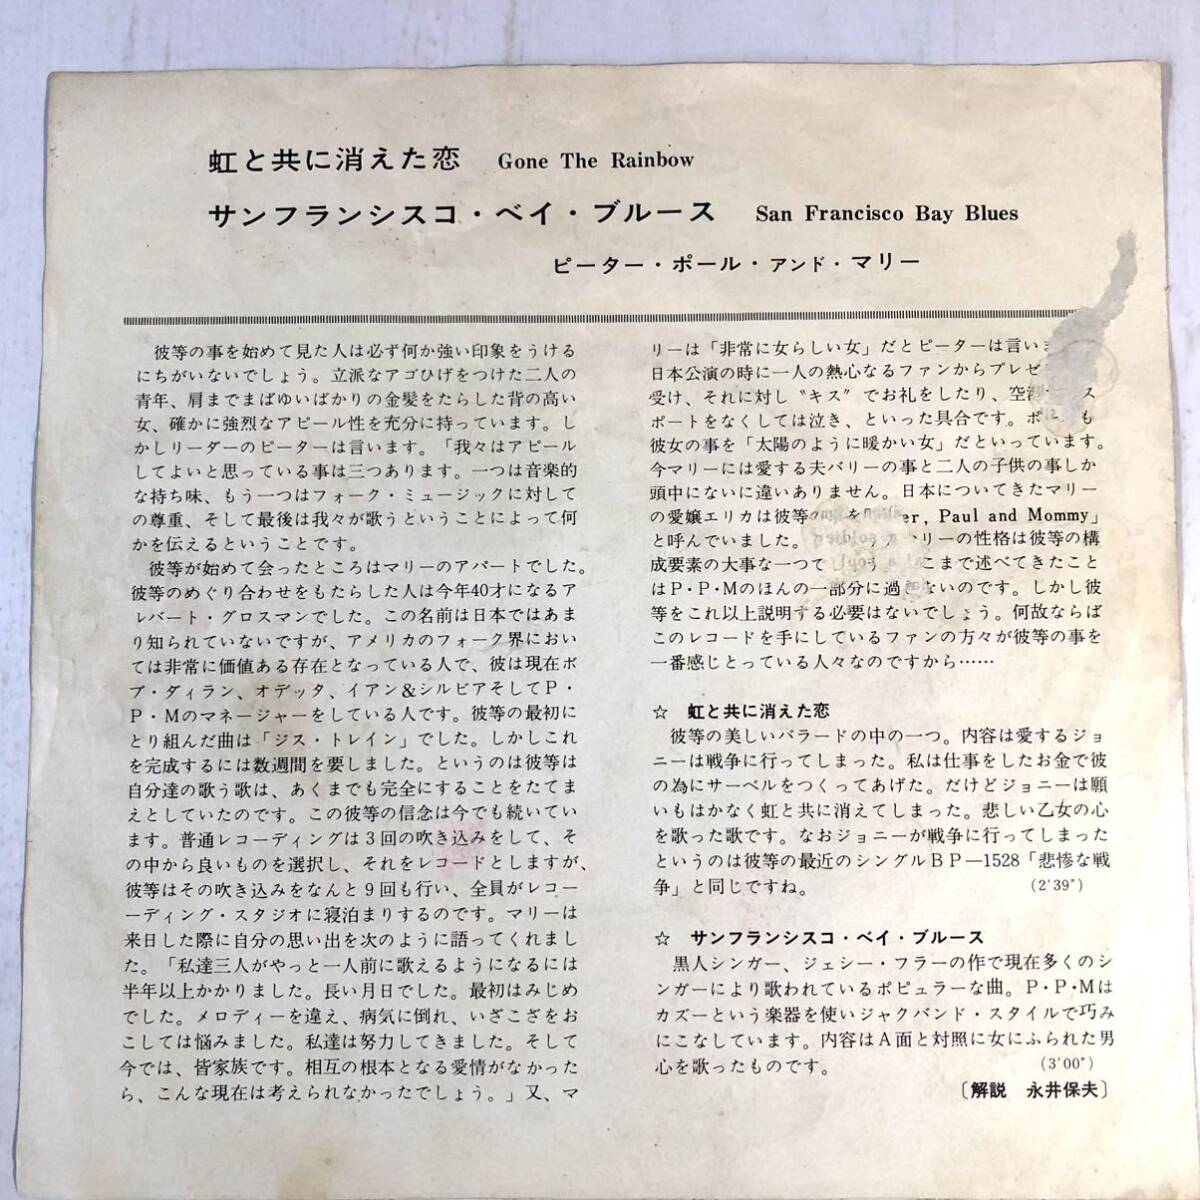 虹と共に消えた恋 Gone The Rainbow
サンフランシスコ・ベイ・ブルース San Francisco Bay Blues
ピーター・ポール・アンド・マリー
彼等の事を始めて見た人は必ず何か強い印象をうける
にちがいないでしょう。立派なアゴひげをつけた二人の
青年、肩までまばゆいばかりの金髪をたらした背の高い
女、確かに強烈なアピール性を充分に持っています。し
かしリーダーのピーターは言います。「我々はアピール
してよいと思っている事は三つあります。一つは音楽的
な持ち味、もう一つはフォーク・ミュージックに対して
の尊重、そして最後は我々が歌うということによって何
かを伝えるということです。
彼等が始めて会ったところはマリーのアパートでした。
彼等のめぐり合わせをもたらした人は今年40才になるア
レバート・グロスマンでした。この名前は日本ではあま
り知られていないですが、アメリカのフォーク界におい
ては非常に価値ある存在となっている人で、彼は現在ボ
ブ・ディラン、オデッタ、イアン&シルビアそしてP・
P・Mのマネージャーをしている人です。彼等の最初に
とり組んだ曲は「ジス・トレイン」でした。しかしこれ
を完成するには数週間を要しました。というのは彼等は
自分達の歌う歌は、あくまでも完全にすることをたてま
えとしていたのです。この彼等の信念は今でも続いてい
ます。普通レコーディングは3回の吹き込みをして、そ
の中から良いものを選択し、それをレコードとしますが、
彼等はその吹き込みをなんと9回も行い、全員がレコー
ーディング・スタジオに寝泊まりするのです。マリーは
来日した際に自分の思い出を次のように語ってくれまし
た。「私達三人がやっと一人前に歌えるようになるには
半年以上かかりました。長い月日でした。最初はみじめ
でした。メロディーを違え、病気に倒れ、いざこざをお
こしては悩みました。私達は努力してきました。そして
今では、皆家族です。相互の根本となる愛情がなかった
ら、こんな現在は考えられなかったでしょう。」又、マ
リーは「非常に女らしい女」だとピーターは言いま
日本公演の時に一人の熱心なるファンからプレゼ
受け、それに対し〝キス〟でお礼をしたり、空港 ス
ポートをなくしては泣き、といった具合です。ポ も
彼女の事を「太陽のように暖かい女」だといっています。
今マリーには愛する夫バリーの事と二人の子供の事しか
頭中にないに違いありません。日本についてきたマリー
の愛嬢エリカは彼等の を「 er, Paul and Mommy」
と呼んでいました。 リーの性格は彼等の構
成要素の大事な一つで こまで述べてきたこと
はP・P・Mのほんの一部分に過ぎないのです。しかし彼
等をこれ以上説明する必要はないでしょう。何故ならば
このレコードを手にしているファンの方々が彼等の事を
一番感じとっている人々なのですから……
☆ 虹と共に消えた恋
彼等の美しいバラードの中の一つ。内容は愛するジョ
ニーは戦争に行ってしまった。私は仕事をしたお金で彼
の為にサーベルをつくってあげた。だけどジョニーは願
いもはかなく虹と共に消えてしまった。悲しい乙女の心
を歌った歌です。なおジョニーが戦争に行ってしまった
というのは彼等の最近のシングルBP—1528「悲惨な戦
争」と同じですね。 (2'39")
☆ サンフランシスコ・ベイ・ブルース
黒人シンガー、ジェシー・フラーの作で現在多くのシ
ンガーにより歌われているポピュラーな曲。P・P・Mは
カズーという楽器を使いジャクバンド・スタイルで巧み
にこなしています。内容はA面と対照に女にふられた男
心を歌ったものです。 (3'00")
〔解説 永井保夫〕